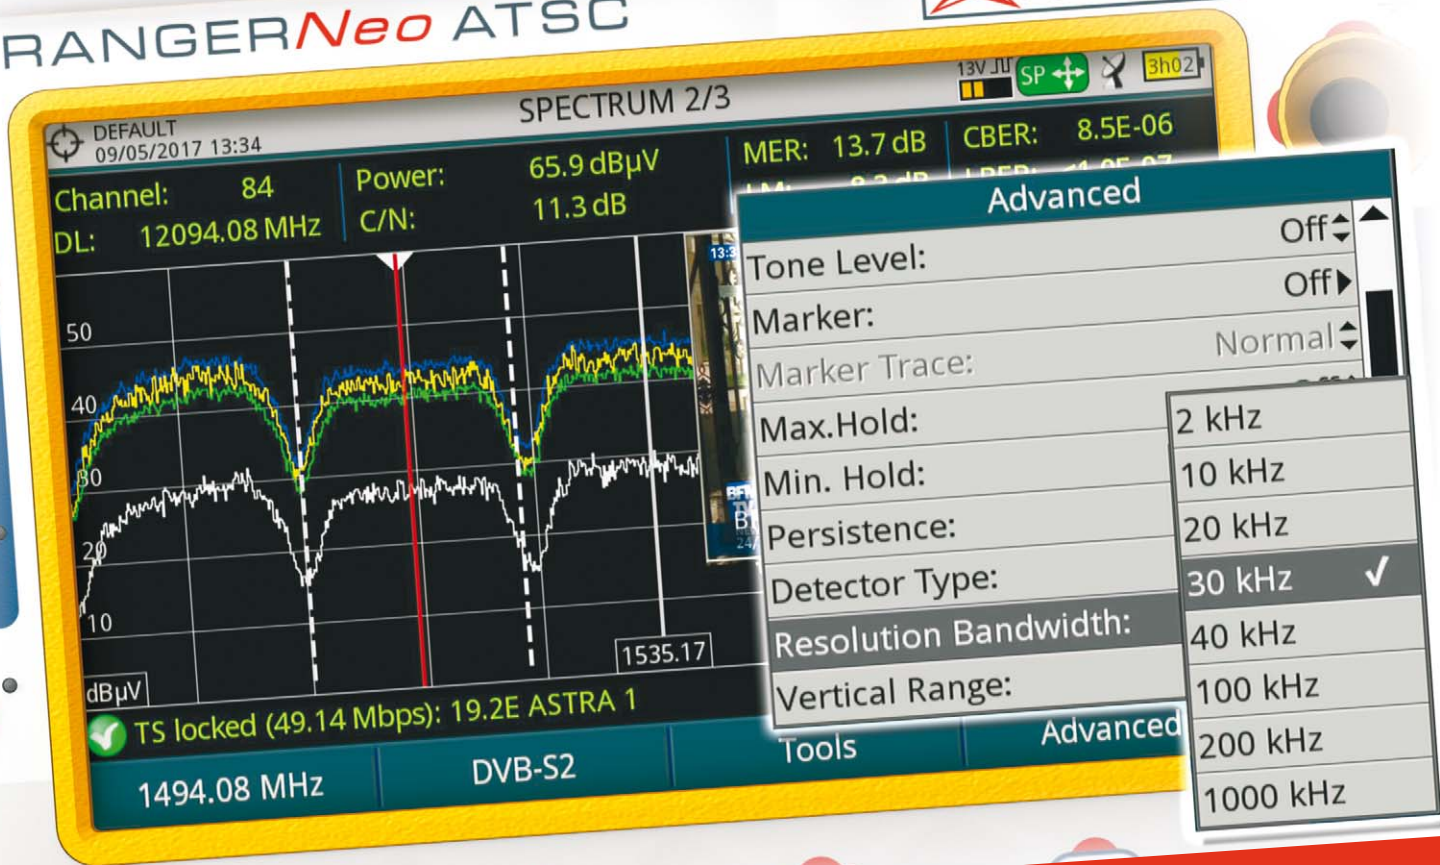 RANGERNeo ATSC
SPECTRUM 2/3
13V
SP
3h02
DEFAULT
09/05/2017 13:34
Channel: 84
DL: 12094.08 MHz
Power: 65.9 dBµV
C/N: 11.3 dB
MER: 13.7 dB
CBER: 8.5E-06
50
40
30
20
10
dBµV
1535.17
TS locked (49.14 Mbps): 19.2E ASTRA 1
1494.08 MHz
DVB-S2
Tools
Advanced
Advanced
Tone Level: Off
Marker: Off
Marker Trace: Normal
Max.Hold:
Min. Hold:
Persistence:
Detector Type:
Resolution Bandwidth:
Vertical Range:
2 kHz
10 kHz
20 kHz
30 kHz
40 kHz
100 kHz
200 kHz
1000 kHz